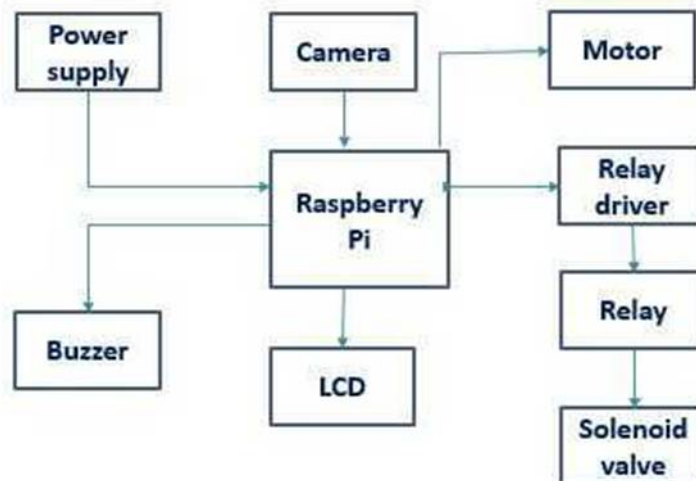 Power
supply
Camera
Motor
Raspberry
Pi
Relay
driver
Relay
Buzzer
LCD
Solenoid
valve